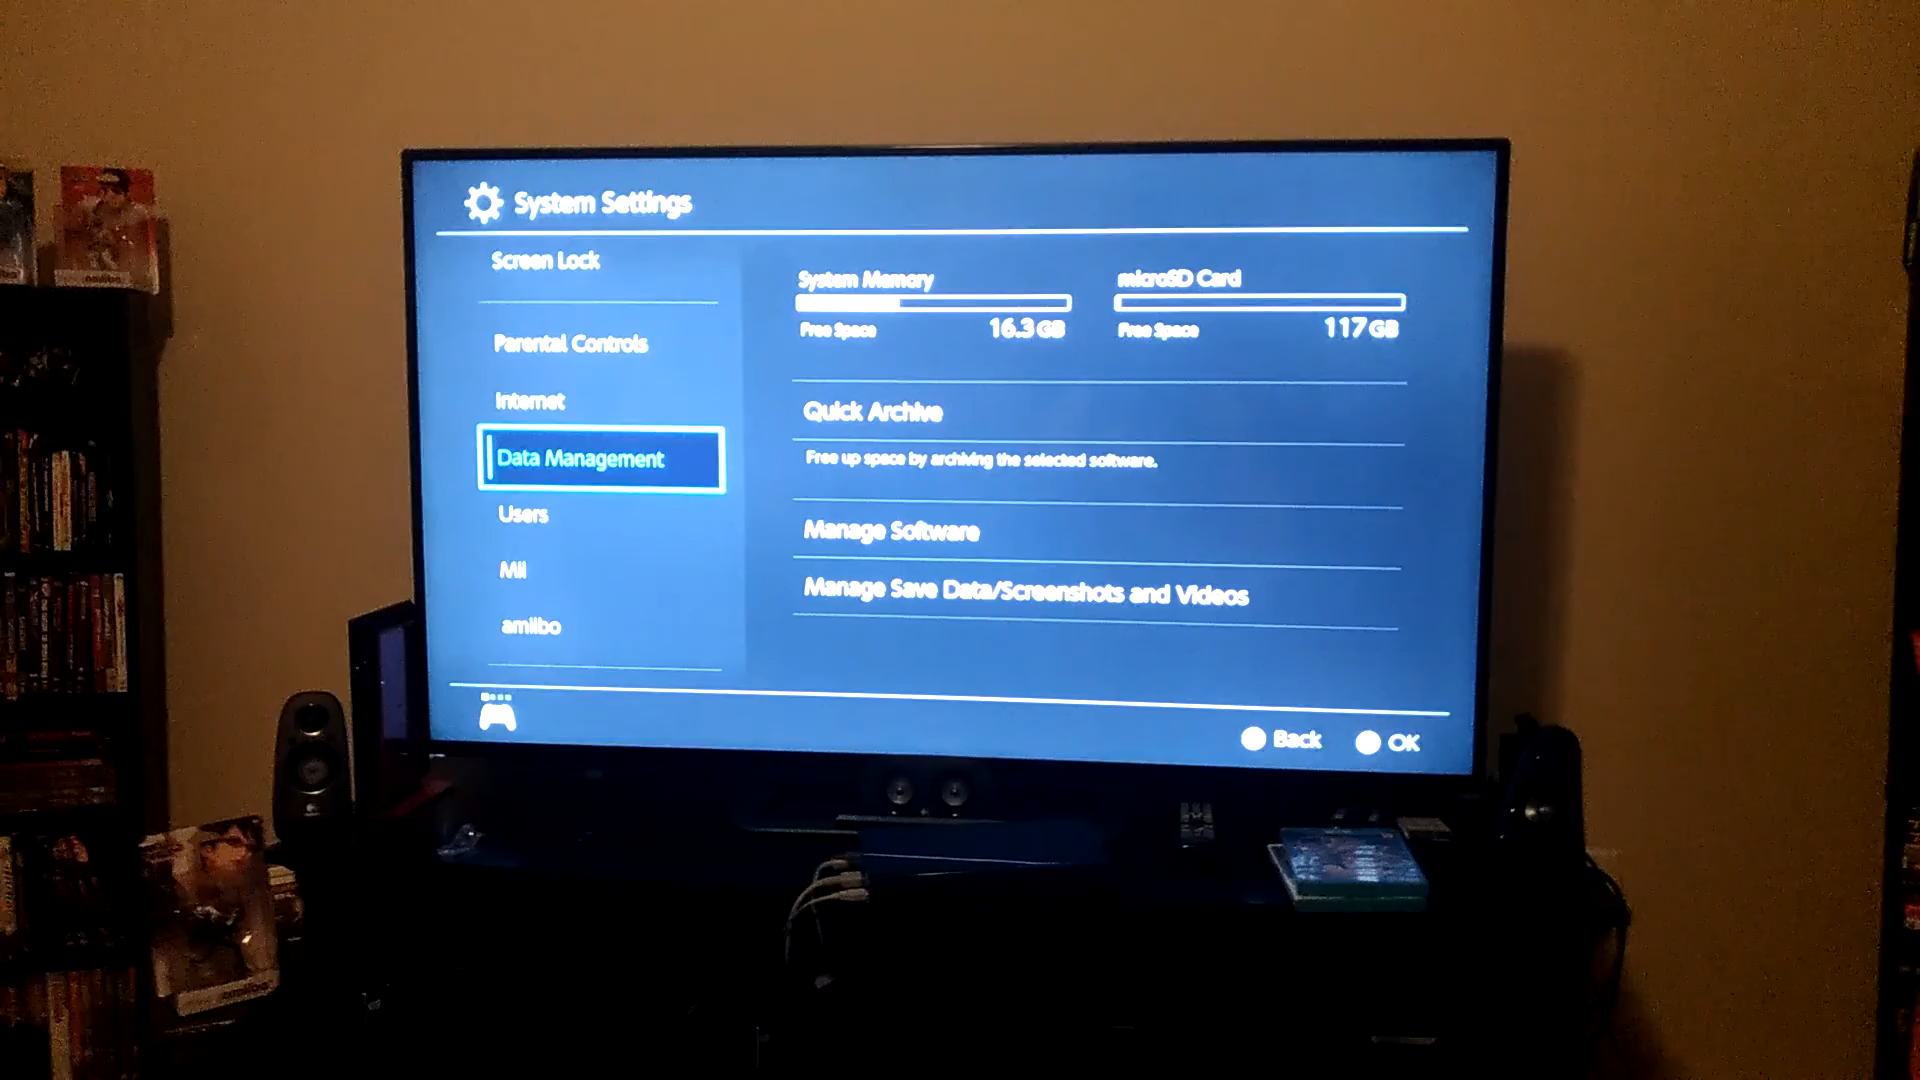 System Settings
Screen Lock
Parental Controls
Internet
Data Management
Users
Mii
amiibo
System Memory
Free Space 16.3 GB
microSD Card
Free Space 117 GB
Quick Archive
Free up space by archiving the selected software.
Manage Software
Manage Save Data/Screenshots and Videos
Back
OK
amiibo
amiibo